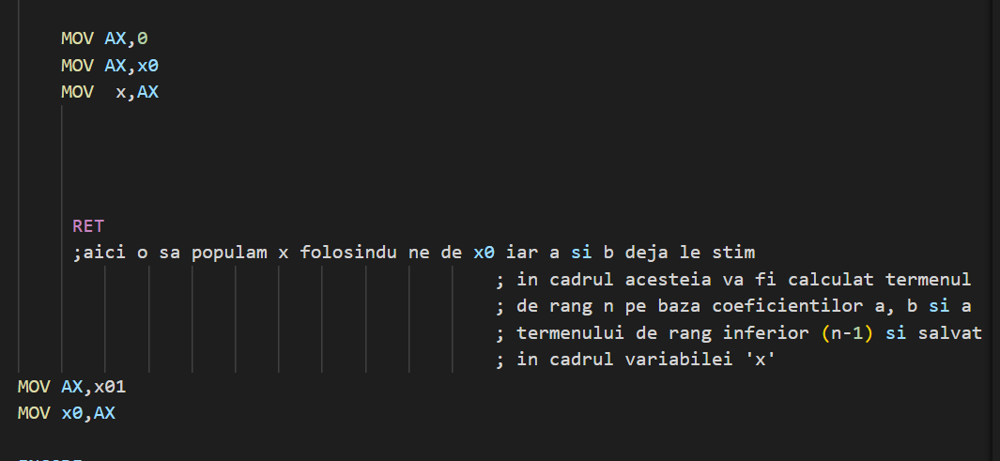 MOV AX,0
MOV AX,x0
MOV  x,AX
RET
;aici o sa populam x folosindu ne de x0 iar a si b deja le stim
; in cadrul acesteia va fi calculat termenul
; de rang n pe baza coeficientilor a, b si a
; termenului de rang inferior (n-1) si salvat
; in cadrul variabilei 'x'
MOV AX,x01
MOV x0,AX